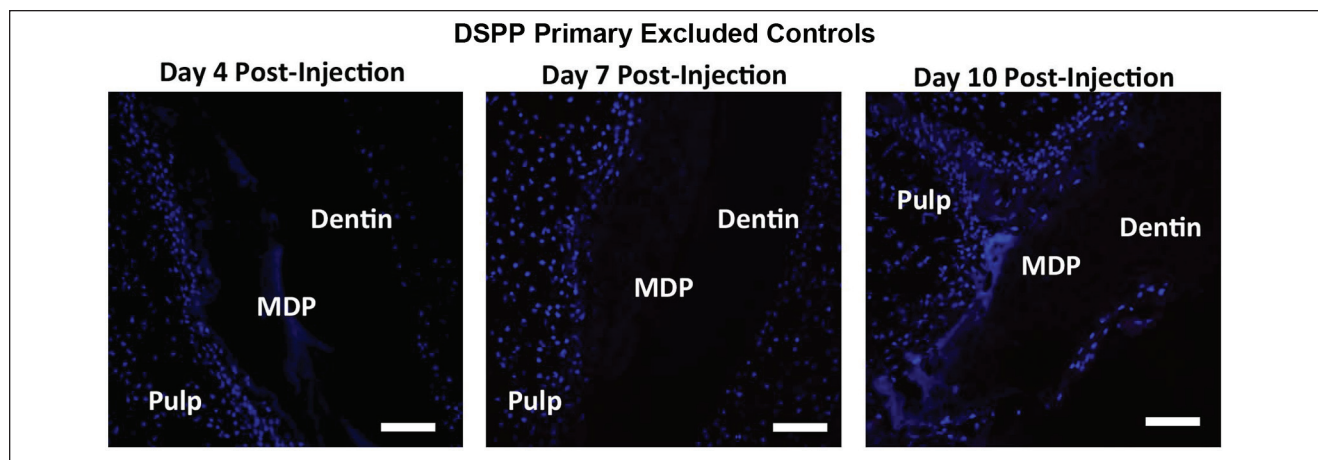 DSPP Primary Excluded Controls
Day 4 Post-Injection
Day 7 Post-Injection
Day 10 Post-Injection
Dentin
MDP
Pulp
Dentin
MDP
Pulp
Pulp
Dentin
MDP